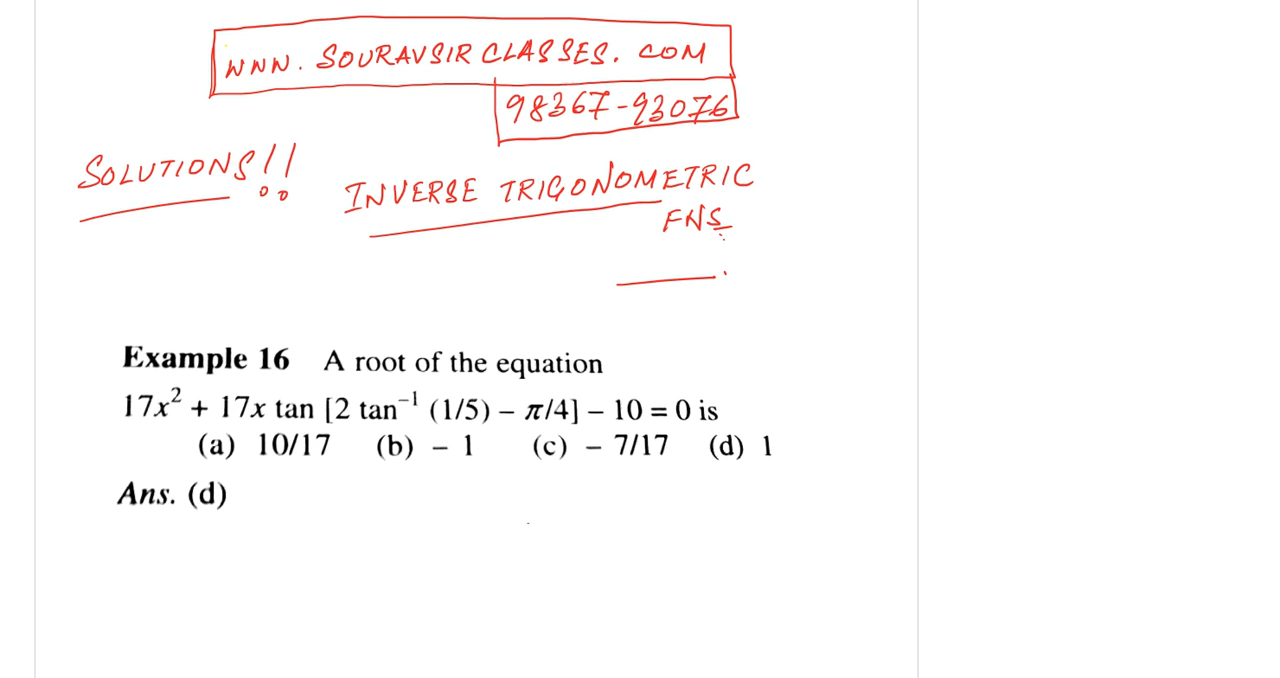 WWW. SOURAVSIR CLASSES. COM
98367-93076
SOLUTIONS!!
INVERSE TRIGONOMETRIC
FNS
Example 16 A root of the equation
17x² + 17x tan [2 tan⁻¹ (1/5) – π/4] – 10 = 0 is
(a) 10/17 (b) – 1 (c) – 7/17 (d) 1
Ans. (d)